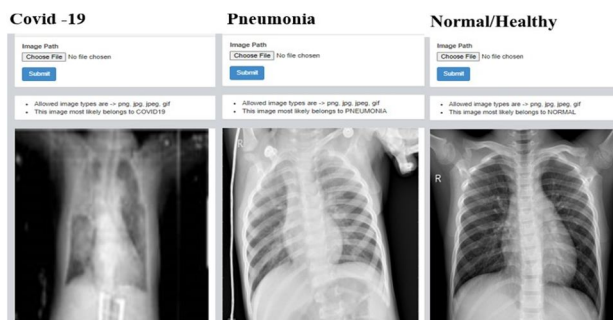 Covid -19
Image Path
Choose File No file chosen
Submit
Allowed image types are -> png, jpg, jpeg, gif
This image most likely belongs to COVID19
Pneumonia
Image Path
Choose File No file chosen
Submit
Allowed image types are -> png, jpg, jpeg, gif
This image most likely belongs to PNEUMONIA
R
Normal/Healthy
Image Path
Choose File No file chosen
Submit
Allowed image types are -> png, jpg, jpeg, gif
This image most likely belongs to NORMAL
R